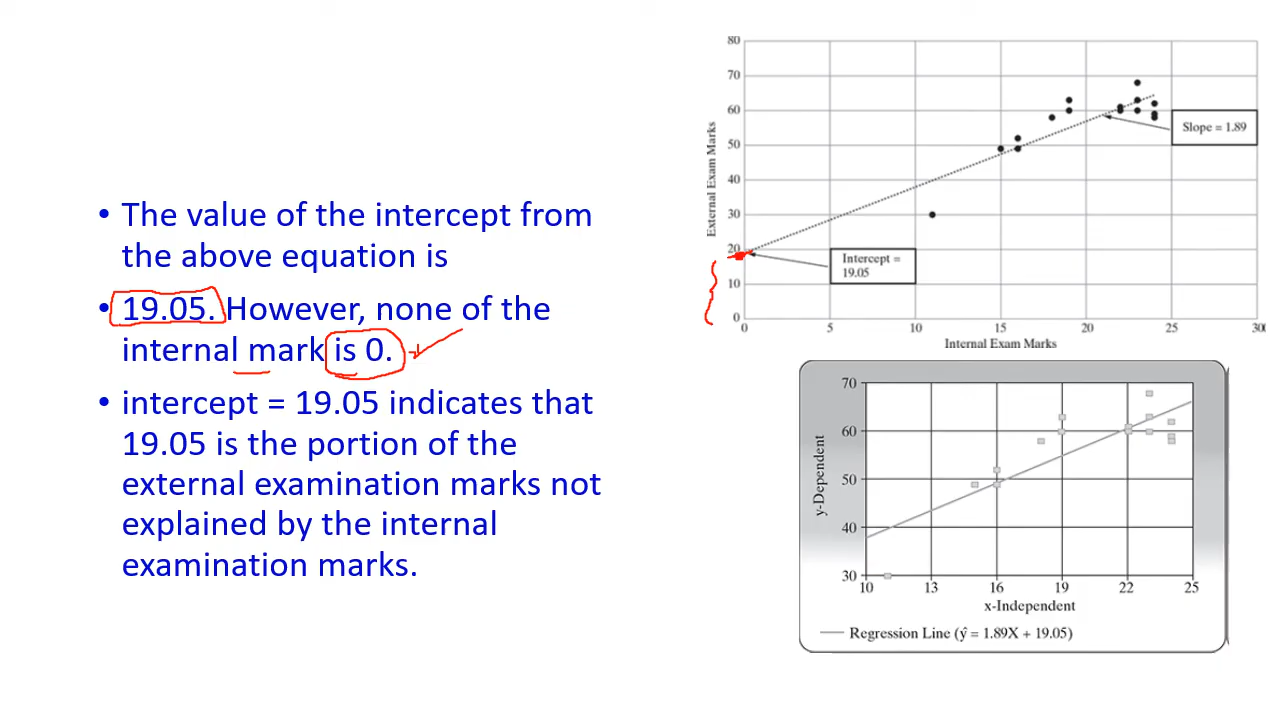 • The value of the intercept from
the above equation is
• 19.05. However, none of the
internal mark is 0.
• intercept = 19.05 indicates that
19.05 is the portion of the
external examination marks not
explained by the internal
examination marks.
80
70
60
50
40
30
20
10
0
External Exam Marks
Slope = 1.89
Intercept =
19.05
0 5 10 15 20 25 30
Internal Exam Marks
70
60
50
40
30
y-Dependent
10 13 16 19 22 25
x-Independent
Regression Line (ŷ = 1.89X + 19.05)